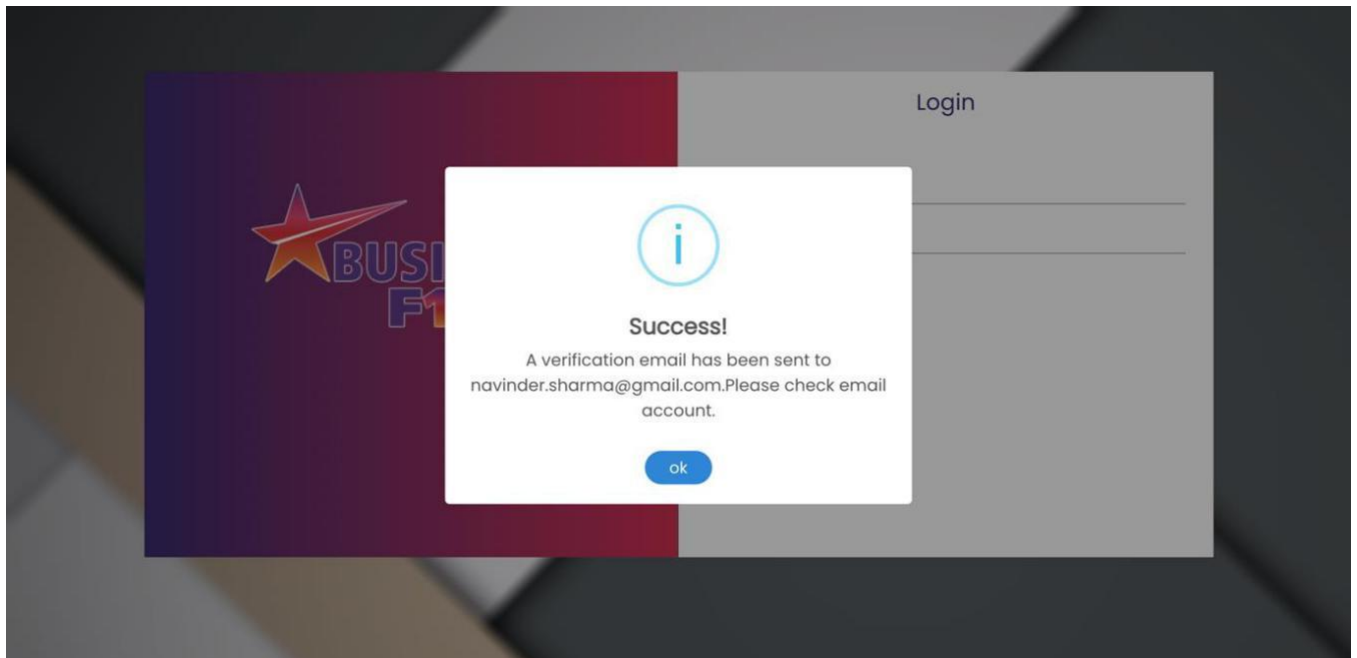 Login
BUSI
F1
Success!
A verification email has been sent to
navinder.sharma@gmail.com.Please check email
account.
ok